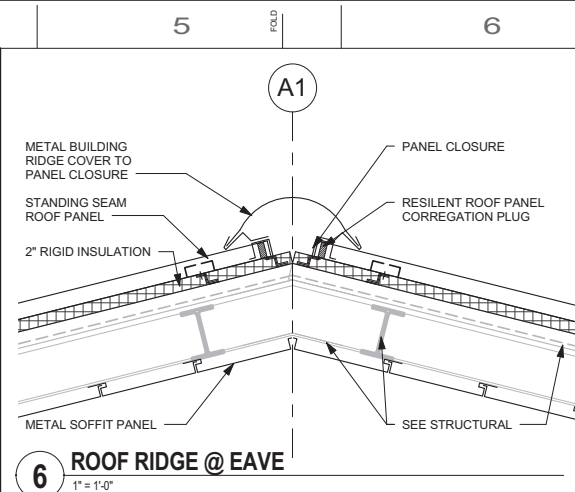 5
FOLD
6
A1
METAL BUILDING
RIDGE COVER TO
PANEL CLOSURE
STANDING SEAM
ROOF PANEL
2" RIGID INSULATION
PANEL CLOSURE
RESILENT ROOF PANEL
CORREGATION PLUG
METAL SOFFIT PANEL
SEE STRUCTURAL
6
ROOF RIDGE @ EAVE
1" = 1'-0"